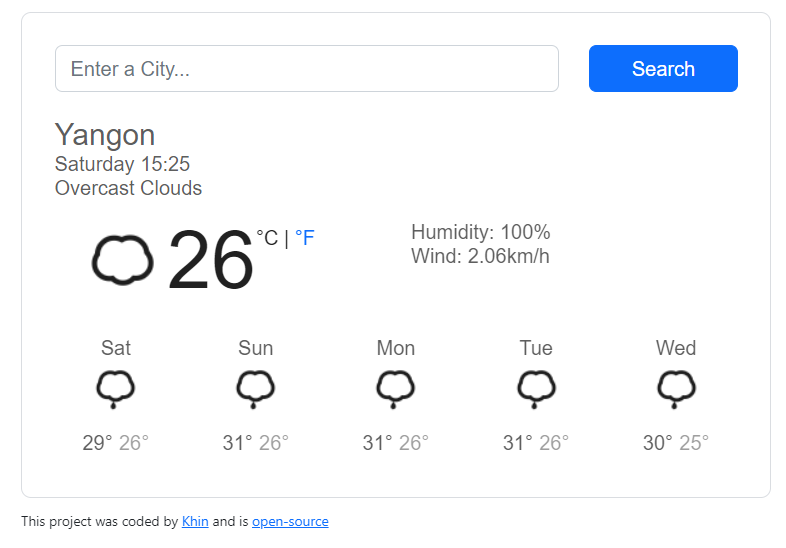 Enter a City...
Search
Yangon
Saturday 15:25
Overcast Clouds
26 °C | °F
Humidity: 100%
Wind: 2.06km/h
Sat Sun Mon Tue Wed
29° 26° 31° 26° 31° 26° 31° 26° 30° 25°
This project was coded by Khin and is open-source